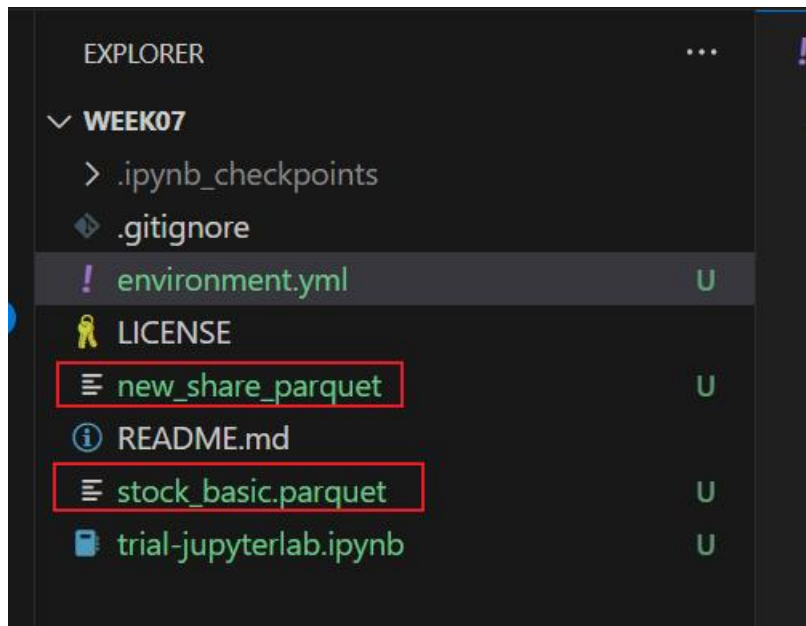 EXPLORER ...
WEEK07
.ipynb_checkpoints
.gitignore
! environment.yml U
LICENSE
new_share_parquet U
README.md
stock_basic.parquet U
trial-jupyterlab.ipynb U